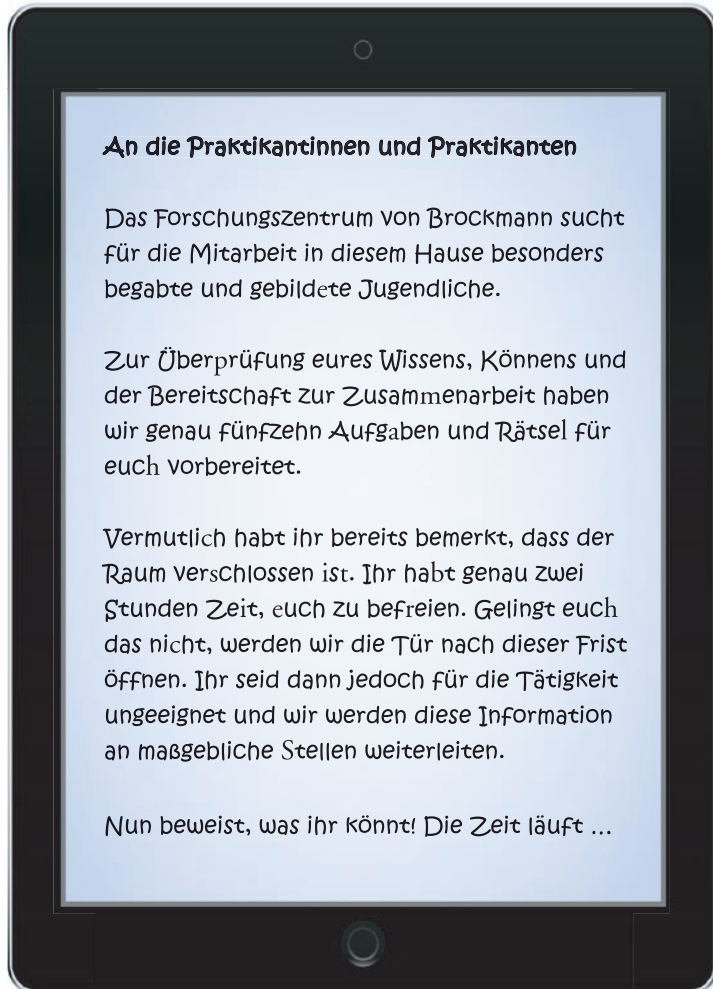 An die Praktikantinnen und Praktikanten
Das Forschungszentrum von Brockmann sucht
für die Mitarbeit in diesem Hause besonders
begabte und gebildete Jugendliche.
Zur Überprüfung eures Wissens, Könnens und
der Bereitschaft zur Zusammenarbeit haben
wir genau fünfzehn Aufgaben und Rätsel für
euch vorbereitet.
Vermutlich habt ihr bereits bemerkt, dass der
Raum verschlossen ist. Ihr habt genau zwei
Stunden Zeit, euch zu befreien. Gelingt euch
das nicht, werden wir die Tür nach dieser Frist
öffnen. Ihr seid dann jedoch für die Tätigkeit
ungeeignet und wir werden diese Information
an maßgebliche Stellen weiterleiten.
Nun beweist, was ihr könnt! Die Zeit läuft ...